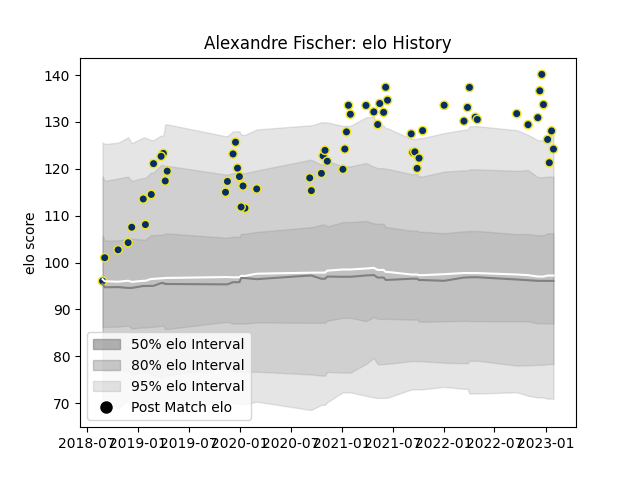 Alexandre Fischer: elo History
elo score
140
130
120
110
100
90
80
70
50% elo Interval
80% elo Interval
95% elo Interval
Post Match elo
2018-07 2019-01 2019-07 2020-01 2020-07 2021-01 2021-07 2022-01 2022-07 2023-01